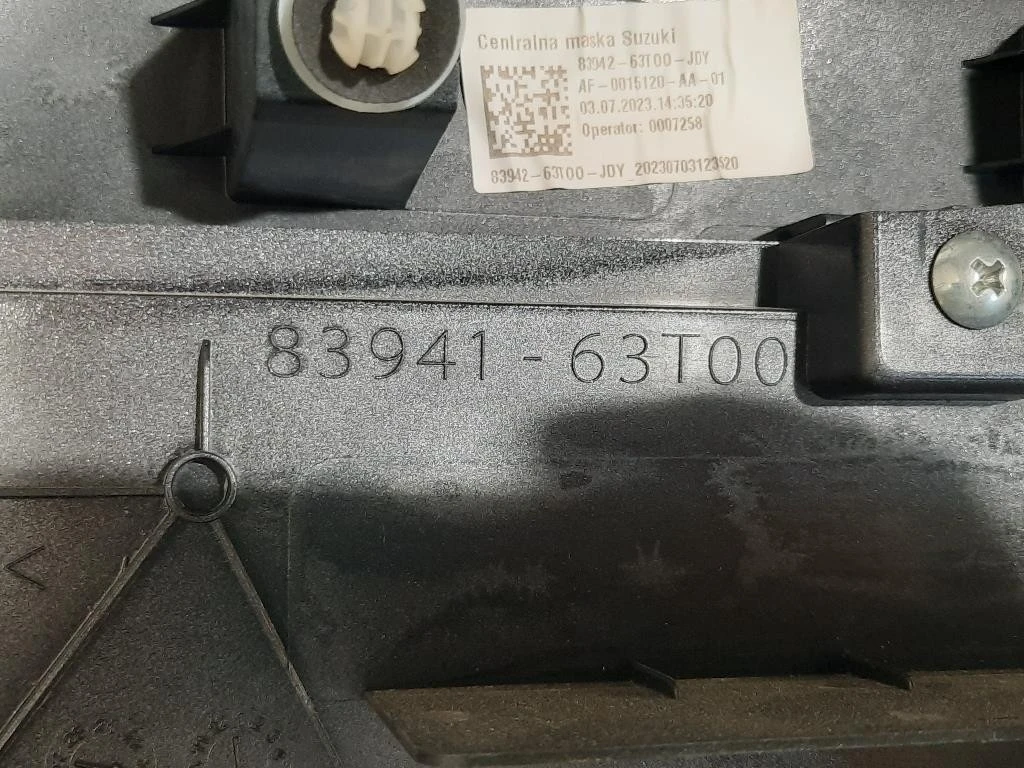 Centralna maska Suzuki
83942-63T00-JDY
AF-0015120-AA-01
03.07.2023.14:35:20
Operator: 0007258
83942-63T00-JDY 20230703123520
83941-63T00